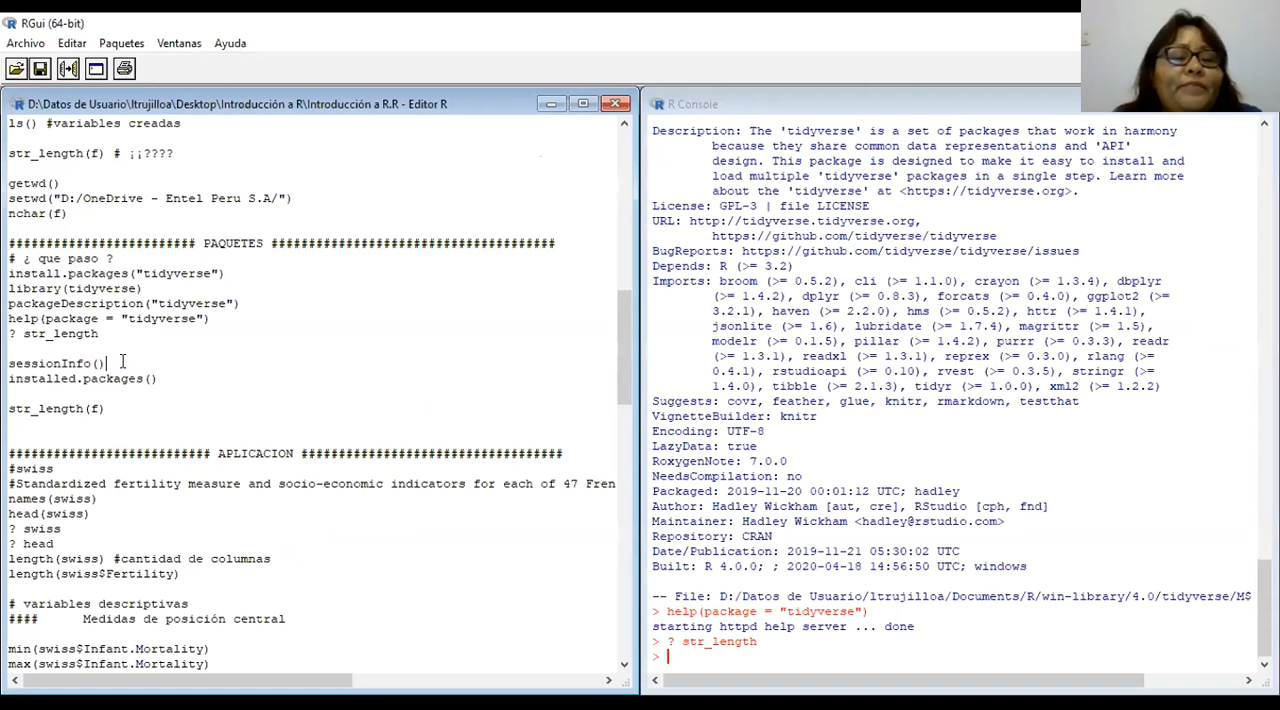 RGui (64-bit)
Archivo Editar Paquetes Ventanas Ayuda
D:\Datos de Usuario\ltrujilloa\Desktop\Introducción a R\Introducción a R.R - Editor R
ls() #variables creadas
str_length(f) # ¡¡????
getwd()
setwd("D:/OneDrive - Entel Peru S.A/")
nchar(f)
######################### PAQUETES ######################################
# ¿ que paso ?
install.packages("tidyverse")
library(tidyverse)
packageDescription("tidyverse")
help(package = "tidyverse")
? str_length
sessionInfo()
installed.packages()
str_length(f)
########################### APLICACION ###################################
#swiss
#Standardized fertility measure and socio-economic indicators for each of 47 Fren
names(swiss)
head(swiss)
? swiss
? head
length(swiss) #cantidad de columnas
length(swiss$Fertility)
# variables descriptivas
#### Medidas de posición central
min(swiss$Infant.Mortality)
max(swiss$Infant.Mortality)
R Console
Description: The 'tidyverse' is a set of packages that work in harmony
because they share common data representations and 'API'
design. This package is designed to make it easy to install and
load multiple 'tidyverse' packages in a single step. Learn more
about the 'tidyverse' at <https://tidyverse.org>.
License: GPL-3 | file LICENSE
URL: http://tidyverse.tidyverse.org,
https://github.com/tidyverse/tidyverse
BugReports: https://github.com/tidyverse/tidyverse/issues
Depends: R (>= 3.2)
Imports: broom (>= 0.5.2), cli (>= 1.1.0), crayon (>= 1.3.4), dbplyr
(>= 1.4.2), dplyr (>= 0.8.3), forcats (>= 0.4.0), ggplot2 (>=
3.2.1), haven (>= 2.2.0), hms (>= 0.5.2), httr (>= 1.4.1),
jsonlite (>= 1.6), lubridate (>= 1.7.4), magrittr (>= 1.5),
modelr (>= 0.1.5), pillar (>= 1.4.2), purrr (>= 0.3.3), readr
(>= 1.3.1), readxl (>= 1.3.1), reprex (>= 0.3.0), rlang (>=
0.4.1), rstudioapi (>= 0.10), rvest (>= 0.3.5), stringr (>=
1.4.0), tibble (>= 2.1.3), tidyr (>= 1.0.0), xml2 (>= 1.2.2)
Suggests: covr, feather, glue, knitr, rmarkdown, testthat
VignetteBuilder: knitr
Encoding: UTF-8
LazyData: true
RoxygenNote: 7.0.0
NeedsCompilation: no
Packaged: 2019-11-20 00:01:12 UTC; hadley
Author: Hadley Wickham [aut, cre], RStudio [cph, fnd]
Maintainer: Hadley Wickham <hadley@rstudio.com>
Repository: CRAN
Date/Publication: 2019-11-21 05:30:02 UTC
Built: R 4.0.0; ; 2020-04-18 14:56:50 UTC; windows
-- File: D:/Datos de Usuario/ltrujilloa/Documents/R/win-library/4.0/tidyverse/M$
> help(package = "tidyverse")
starting httpd help server ... done
> ? str_length
>